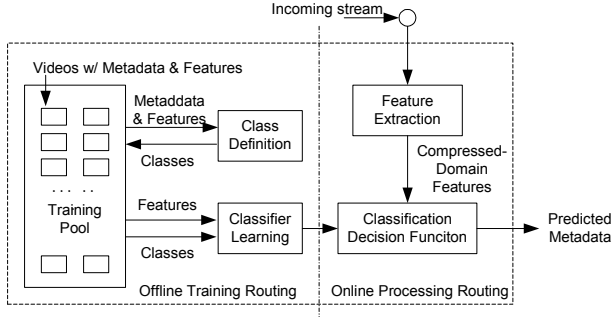 Incoming stream
Videos w/ Metadata & Features
Metaddata
& Features
Class
Definition
Classes
Feature
Extraction
Compressed-
Domain
Features
... ..
Training
Pool
Features
Classes
Classifier
Learning
Classification
Decision Funciton
Predicted
Metadata
Offline Training Routing
Online Processing Routing